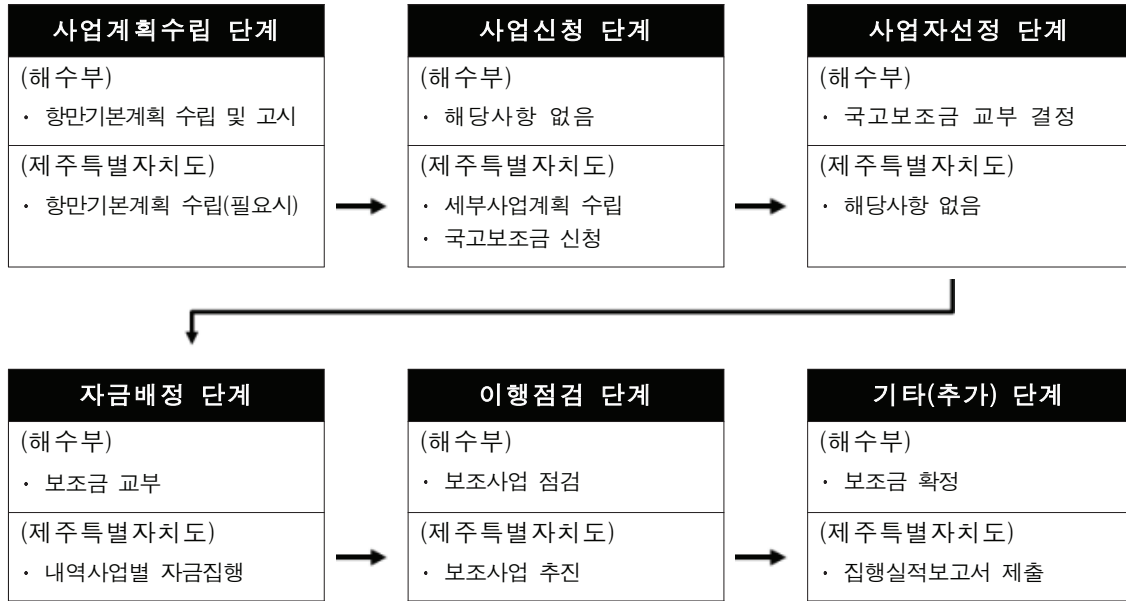 사업계획수립 단계
(해수부)
· 항만기본계획 수립 및 고시
(제주특별자치도)
· 항만기본계획 수립(필요시)
사업신청 단계
(해수부)
· 해당사항 없음
(제주특별자치도)
· 세부사업계획 수립
· 국고보조금 신청
사업자선정 단계
(해수부)
· 국고보조금 교부 결정
(제주특별자치도)
· 해당사항 없음
자금배정 단계
(해수부)
· 보조금 교부
(제주특별자치도)
· 내역사업별 자금집행
이행점검 단계
(해수부)
· 보조사업 점검
(제주특별자치도)
· 보조사업 추진
기타(추가) 단계
(해수부)
· 보조금 확정
(제주특별자치도)
· 집행실적보고서 제출